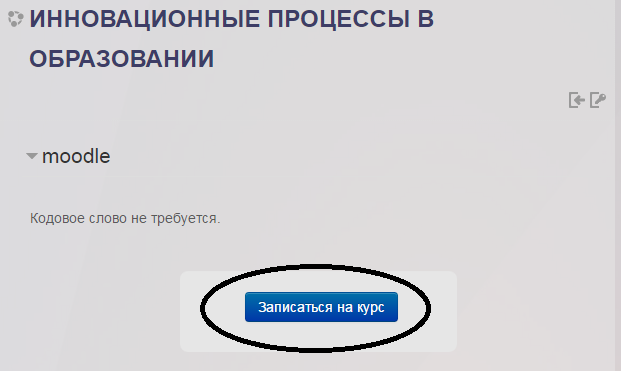 ИННОВАЦИОННЫЕ ПРОЦЕССЫ В
ОБРАЗОВАНИИ
moodle
Кодовое слово не требуется.
Записаться на курс